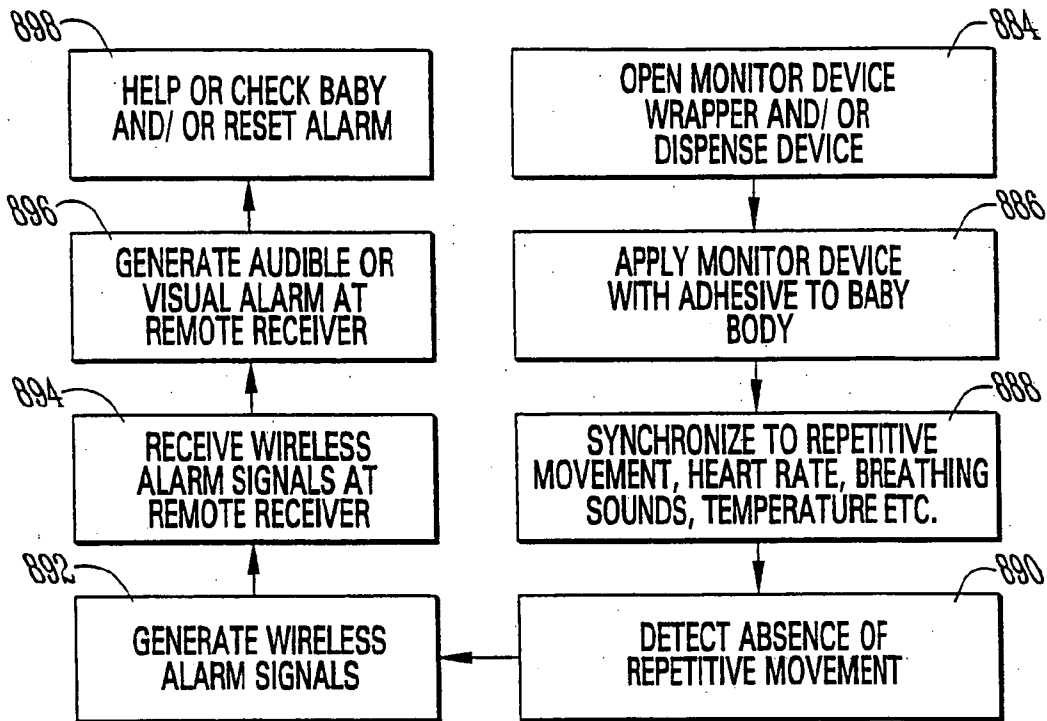 884
OPEN MONITOR DEVICE
WRAPPER AND/ OR
DISPENSE DEVICE
886
APPLY MONITOR DEVICE
WITH ADHESIVE TO BABY
BODY
888
SYNCHRONIZE TO REPETITIVE
MOVEMENT, HEART RATE, BREATHING
SOUNDS, TEMPERATURE ETC.
890
DETECT ABSENCE OF
REPETITIVE MOVEMENT
892
GENERATE WIRELESS
ALARM SIGNALS
894
RECEIVE WIRELESS
ALARM SIGNALS AT
REMOTE RECEIVER
896
GENERATE AUDIBLE OR
VISUAL ALARM AT
REMOTE RECEIVER
898
HELP OR CHECK BABY
AND/ OR RESET ALARM